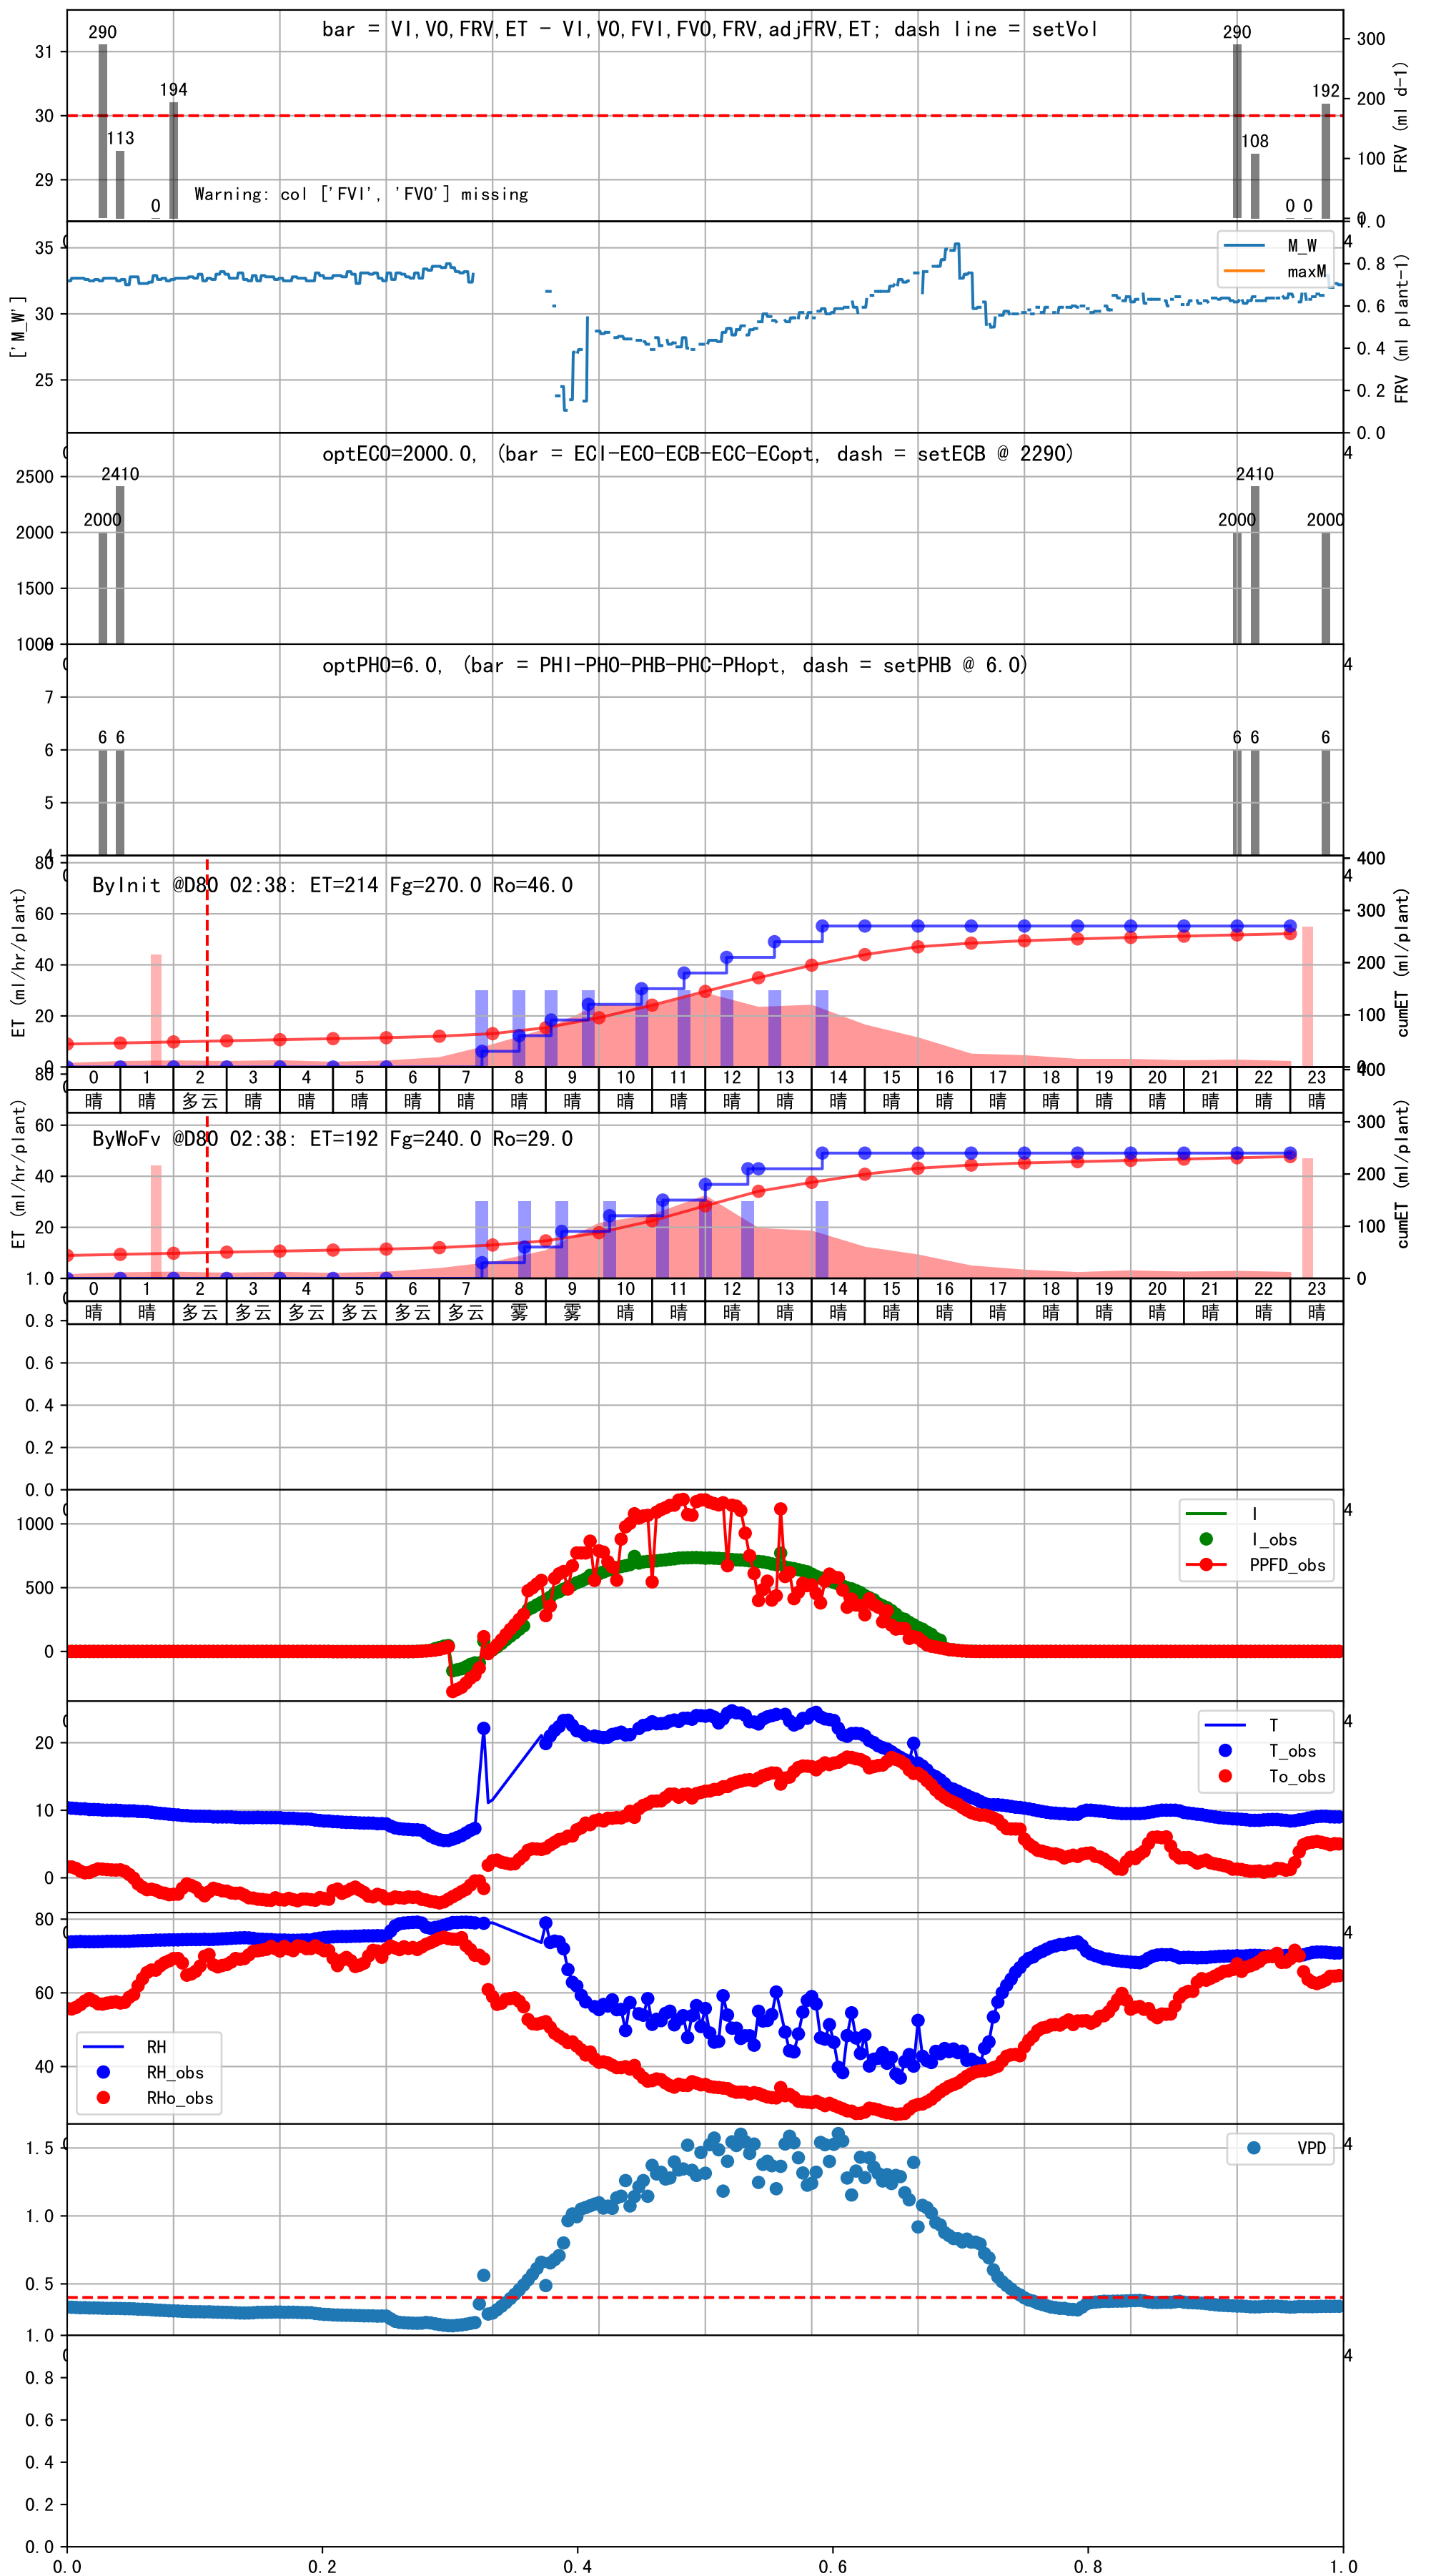 bar = VI,VO,FRV,ET - VI,VO,FVI,FVO,FRV,adjFRV,ET; dash line = setVol
290 113 0 194 290 108 0 0 192
31 30 29
300 200 100 0
FRV (ml d-1)
Warning: col ['FVI', 'FVO'] missing
['M_W']
35 30 25
1.0 0.8 0.6 0.4 0.2 0.0
FRV (ml plant-1)
M_W
maxM
optECO=2000.0, (bar = ECI-ECO-ECB-ECC-ECopt, dash = setECB @ 2290)
2500 2000 1500 1000
2000 2410 2000 2410 2000
optPHO=6.0, (bar = PHI-PHO-PHB-PHC-PHopt, dash = setPHB @ 6.0)
7 6 5 4
6 6 6 6 6
ByInit @D80 02:38: ET=214 Fg=270.0 Ro=46.0
ET (ml/hr/plant)
80 60 40 20 0
400 300 200 100 0
cumET (ml/plant)
0 1 2 3 4 5 6 7 8 9 10 11 12 13 14 15 16 17 18 19 20 21 22 23
晴 晴 多云 晴 晴 晴 晴 晴 晴 晴 晴 晴 晴 晴 晴 晴 晴 晴 晴 晴 晴 晴 晴 晴
ByWoFv @D80 02:38: ET=192 Fg=240.0 Ro=29.0
ET (ml/hr/plant)
80 60 40 20
400 300 200 100 0
cumET (ml/plant)
0 1 2 3 4 5 6 7 8 9 10 11 12 13 14 15 16 17 18 19 20 21 22 23
晴 晴 多云 多云 多云 多云 多云 多云 雾 雾 晴 晴 晴 晴 晴 晴 晴 晴 晴 晴 晴 晴 晴 晴
1.0 0.8 0.6 0.4 0.2 0.0
1000 500 0
I
I_obs
PPFD_obs
20 10 0
T
T_obs
To_obs
80 60 40
RH
RH_obs
RHo_obs
1.5 1.0 0.5
VPD
1.0 0.8 0.6 0.4 0.2 0.0
0.0 0.2 0.4 0.6 0.8 1.0